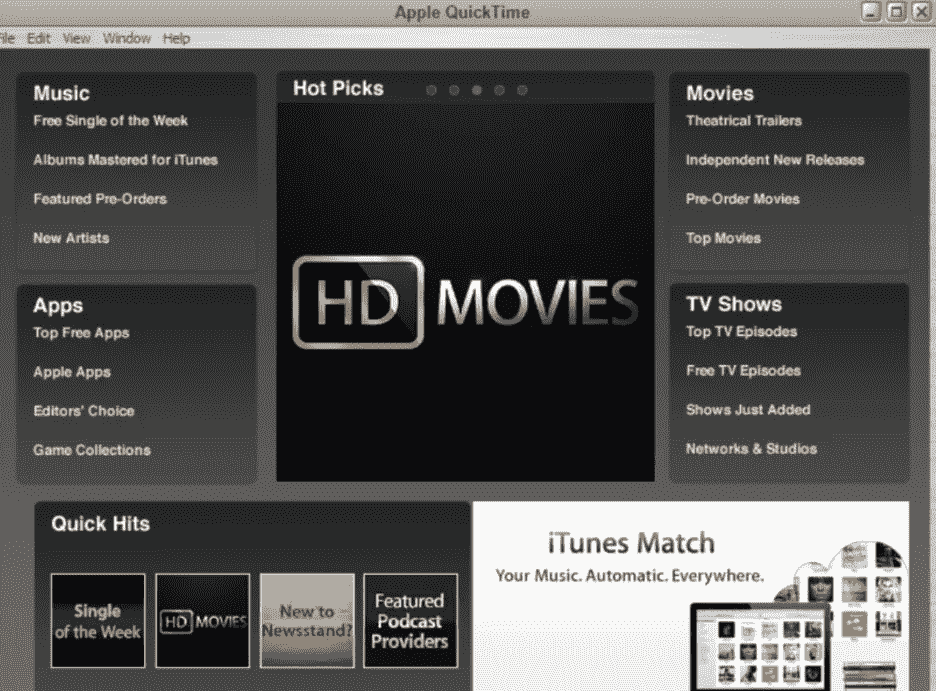 Apple QuickTime
File Edit View Window Help
Music
Free Single of the Week
Albums Mastered for iTunes
Featured Pre-Orders
New Artists
Hot Picks
HD MOVIES
Movies
Theatrical Trailers
Independent New Releases
Pre-Order Movies
Top Movies
Apps
Top Free Apps
Apple Apps
Editors' Choice
Game Collections
TV Shows
Top TV Episodes
Free TV Episodes
Shows Just Added
Networks & Studios
Quick Hits
Single
of the Week
HD MOVIES
New to
Newsstand?
Featured
Podcast
Providers
iTunes Match
Your Music. Automatic. Everywhere.